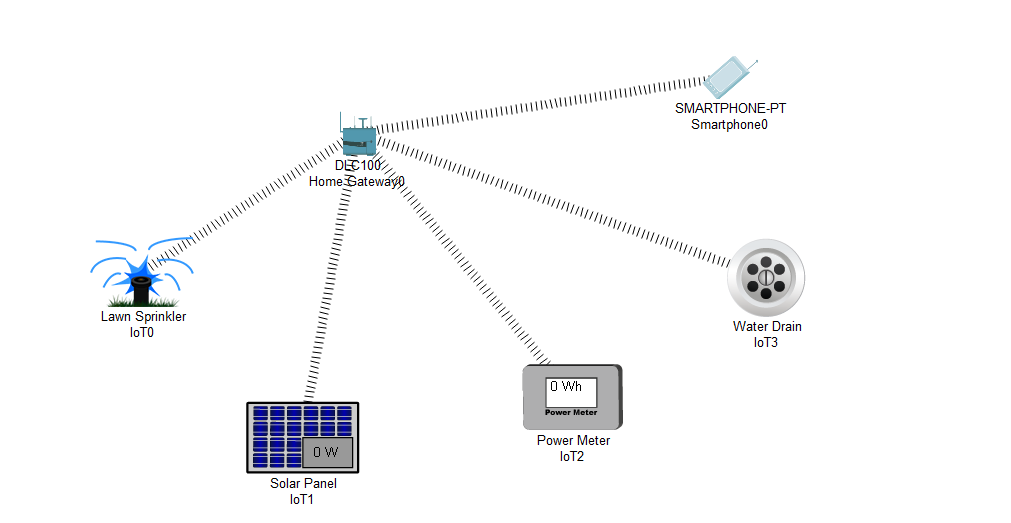 SMARTPHONE-PT
Smartphone0
DLC100
Home Gateway0
Lawn Sprinkler
IoT0
Water Drain
IoT3
0 Wh
Power Meter
Power Meter
IoT2
0 W
Solar Panel
IoT1